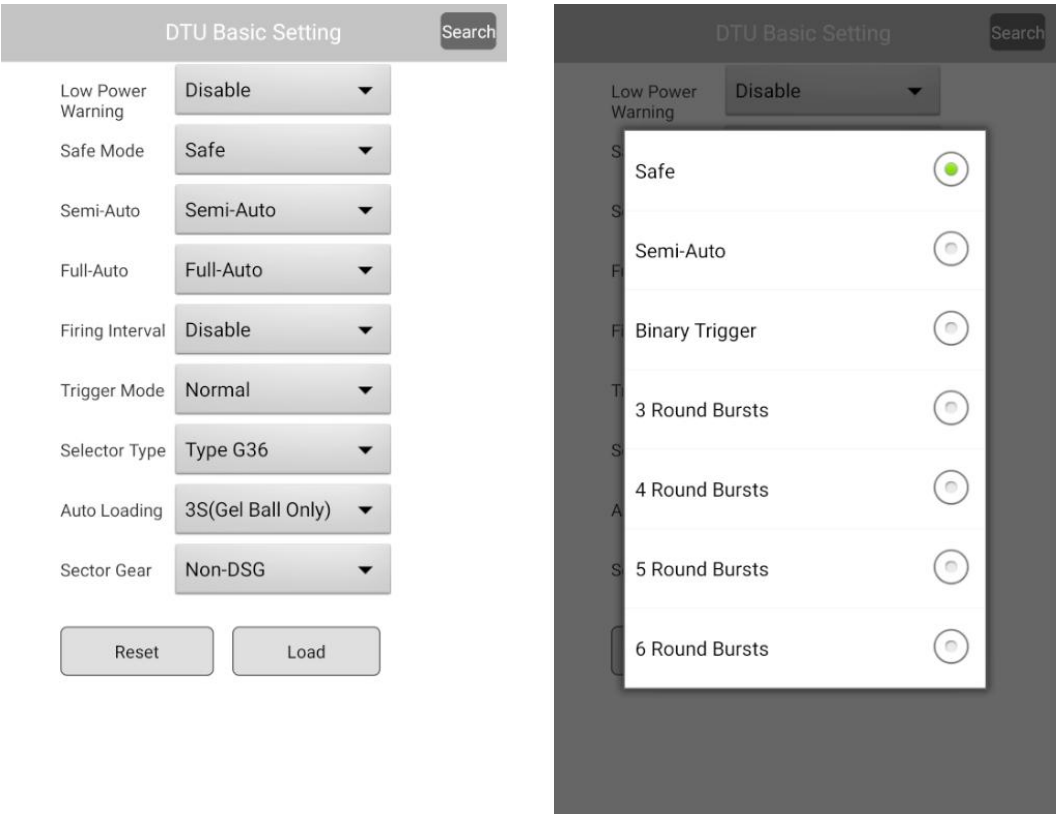 DTU Basic Setting
Search
Low Power
Warning
Disable
Safe Mode
Safe
Semi-Auto
Semi-Auto
Full-Auto
Full-Auto
Firing Interval
Disable
Trigger Mode
Normal
Selector Type
Type G36
Auto Loading
3S(Gel Ball Only)
Sector Gear
Non-DSG
Reset
Load
DTU Basic Setting
Search
Low Power
Warning
Disable
Safe
Semi-Auto
Binary Trigger
3 Round Bursts
4 Round Bursts
5 Round Bursts
6 Round Bursts